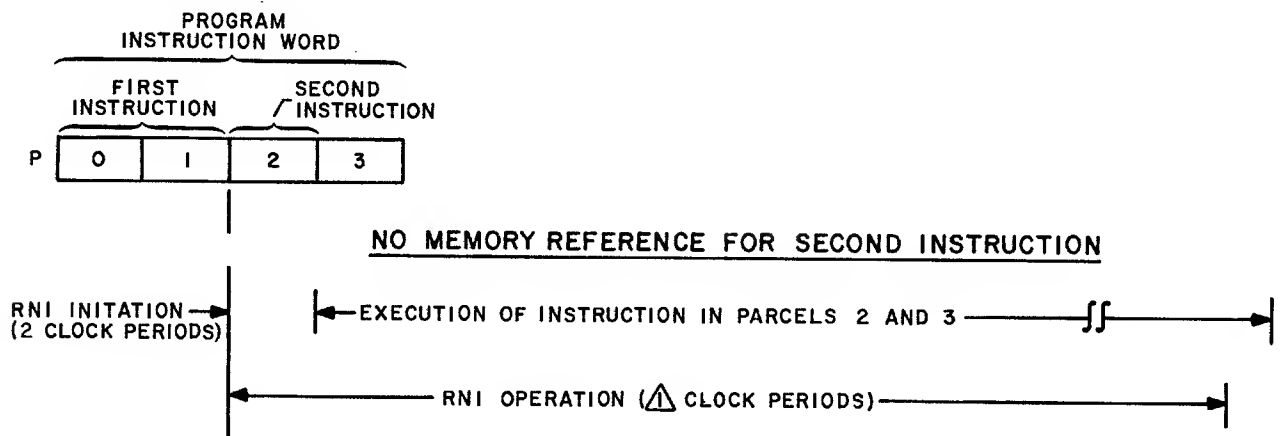 PROGRAM
INSTRUCTION WORD
FIRST
INSTRUCTION
SECOND
INSTRUCTION
P 0 1 2 3
NO MEMORY REFERENCE FOR SECOND INSTRUCTION
RNI INITATION
(2 CLOCK PERIODS)
EXECUTION OF INSTRUCTION IN PARCELS 2 AND 3
RNI OPERATION (⚠ CLOCK PERIODS)